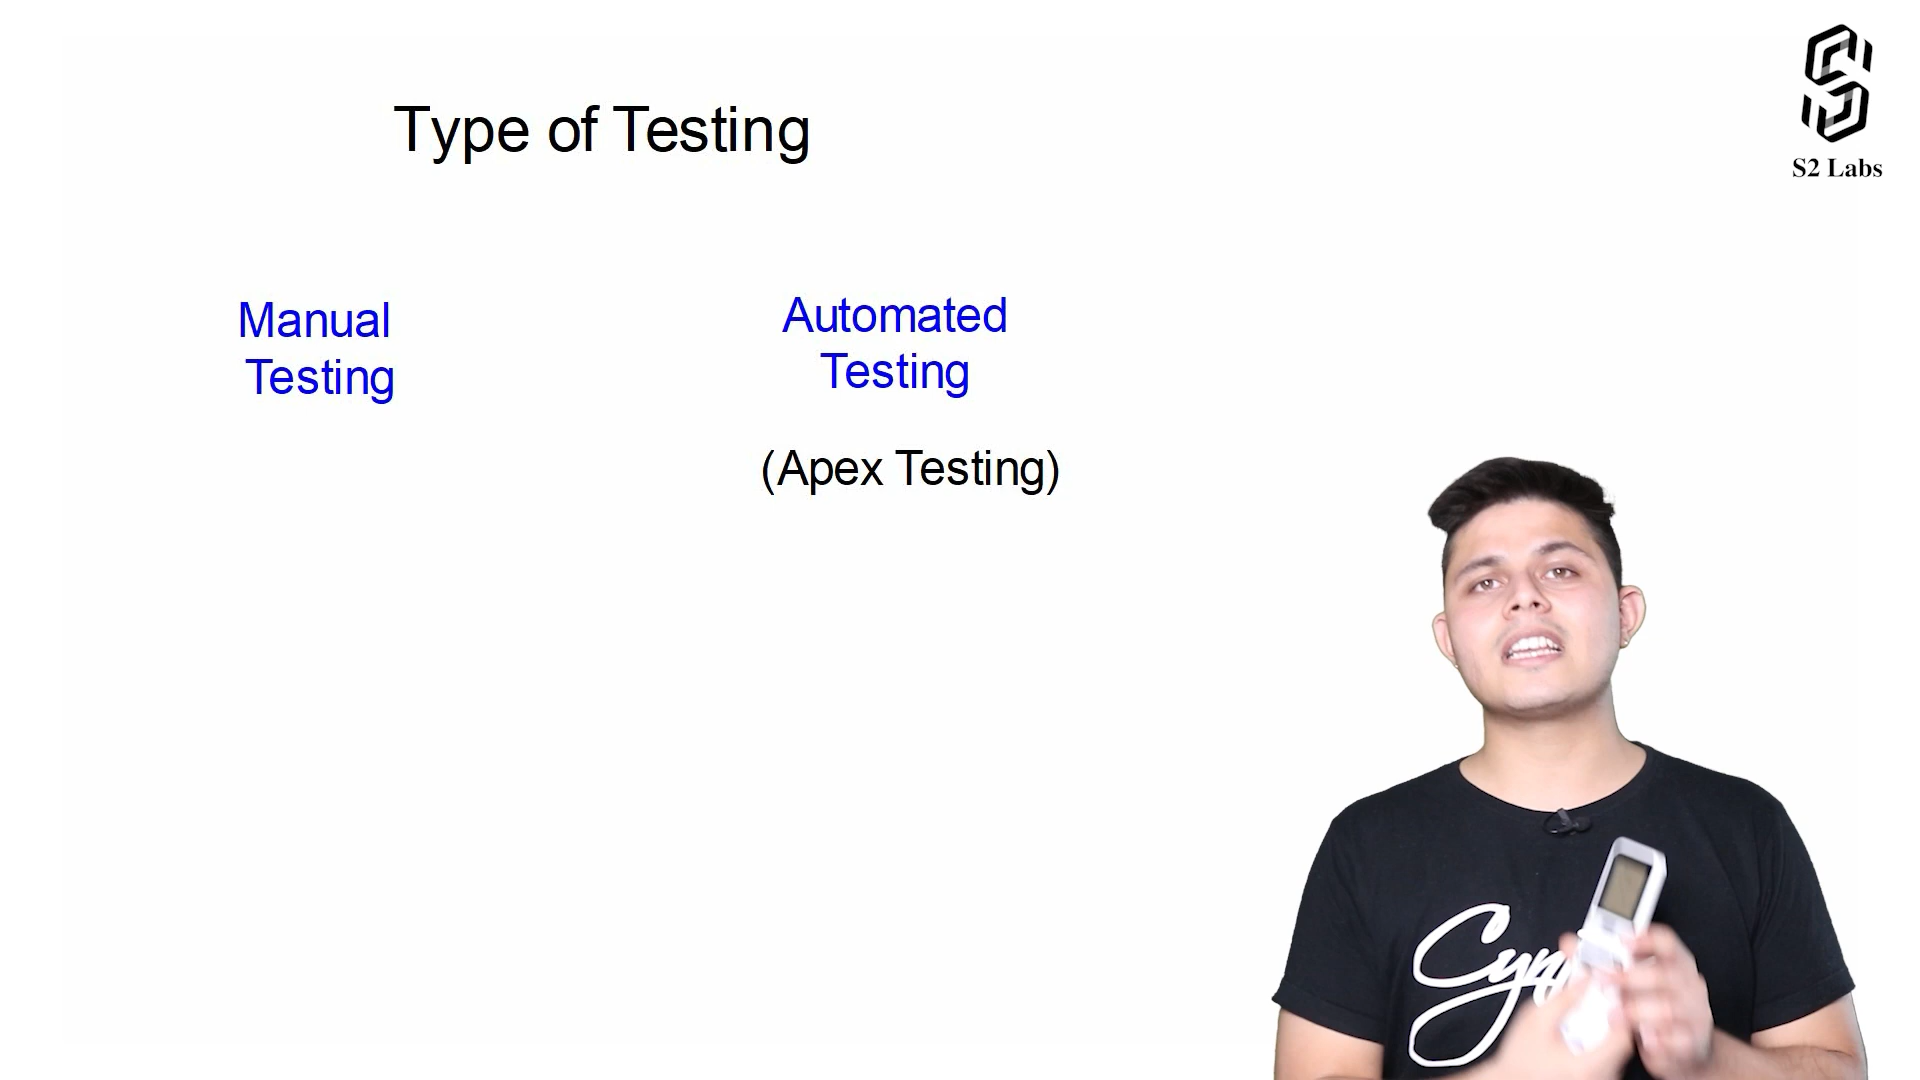 Type of Testing
S2 Labs
Manual
Testing
Automated
Testing
(Apex Testing)